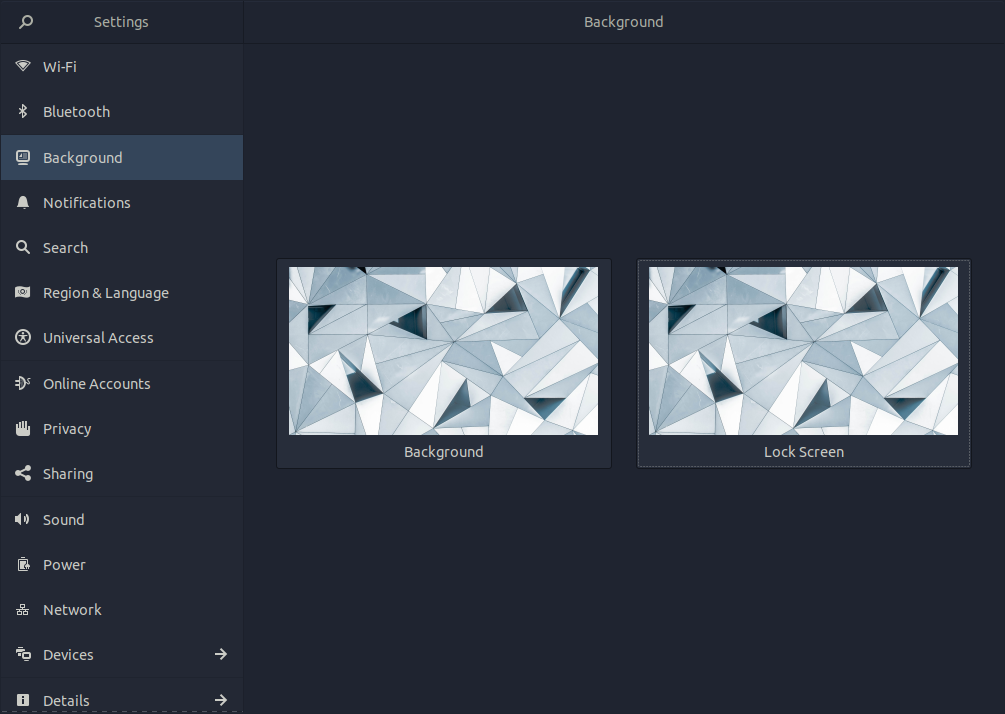 Settings
Background
Wi-Fi
Bluetooth
Background
Notifications
Search
Region & Language
Universal Access
Online Accounts
Privacy
Sharing
Sound
Power
Network
Devices
Details
Background
Lock Screen